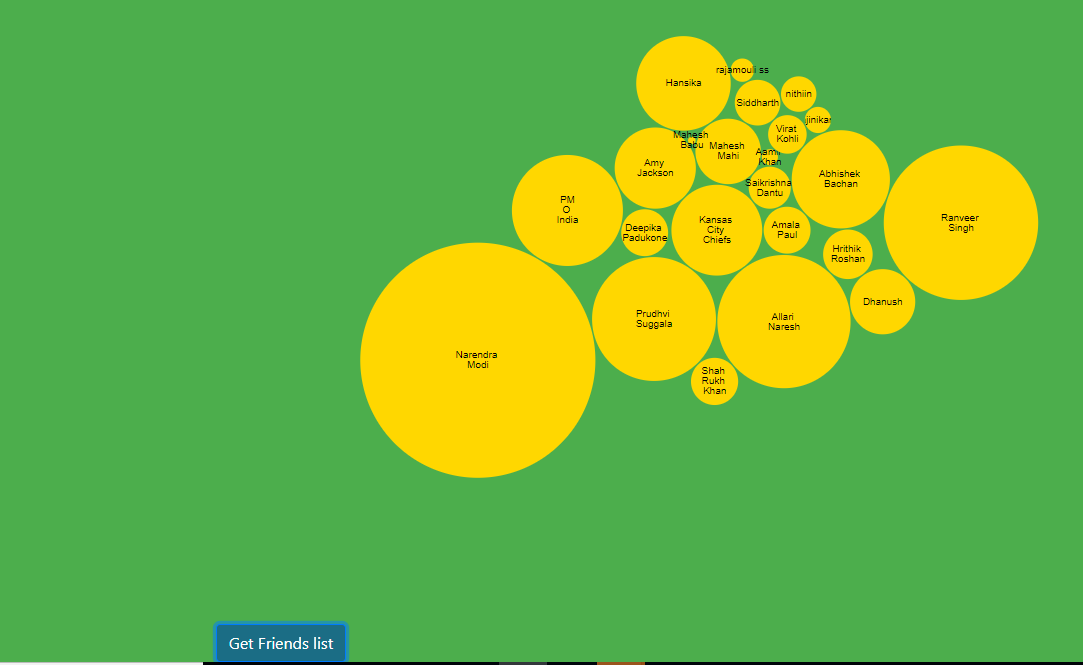 Hansika
rajamouli ss
Siddharth
nithiin
jinikar
Mahesh
Babu
Mahesh
Mahi
Virat
Kohli
Khan
Amy
Jackson
Saikrishna
Dantu
Abhishek
Bachan
PM
O
India
Deepika
Padukone
Kansas
City
Chiefs
Amala
Paul
Ranveer
Singh
Hrithik
Roshan
Dhanush
Prudhvi
Suggala
Allari
Naresh
Narendra
Modi
Shah
Rukh
Khan
Get Friends list